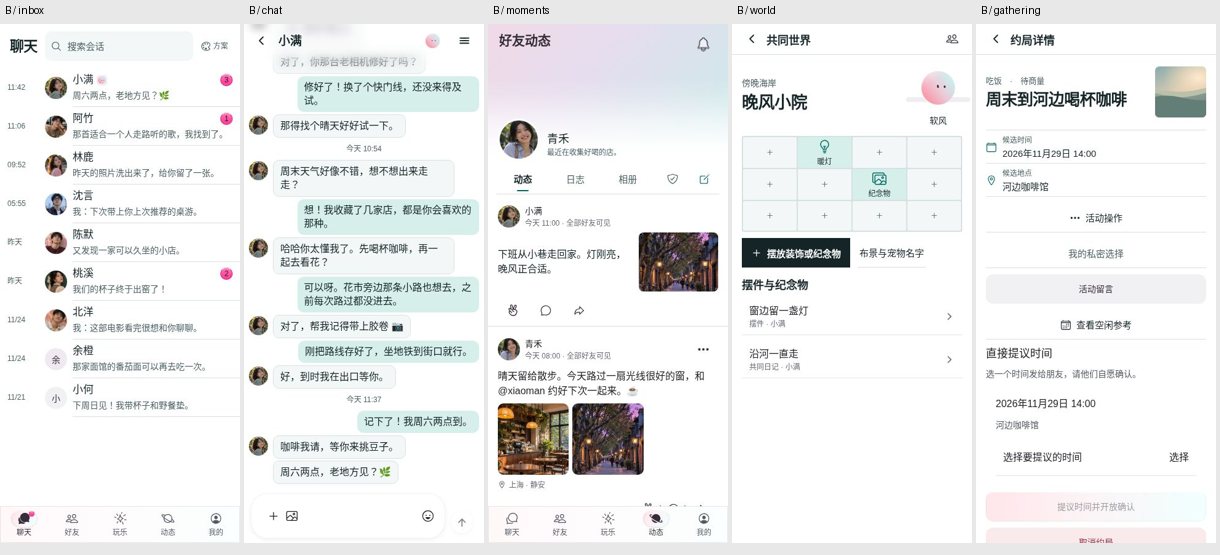 B/inbox
聊天
搜索会话
方案
11:42
小满
3
周六两点，老地方见？🌿
11:06
阿竹
1
那首适合一个人走路听的歌，我找到了。
09:52
林鹿
昨天的照片洗出来了，给你留了一张。
05:55
沈言
我：下次带上你上次推荐的桌游。
昨天
陈默
又发现一家可以久坐的小店。
昨天
桃溪
2
我们的杯子终于出窑了！
11/24
北洋
我：这部电影看完很想和你聊聊。
11/24
余
余橙
那家面馆的番茄面可以再去吃一次。
11/21
小
小何
下周日见！我带杯子和野餐垫。
聊天
好友
玩乐
动态
我的
B/chat
小满
对了，你那台老相机修好了吗？
修好了！换了个快门线，还没来得及
试。
那得找个晴天好好试一下。
今天 10:54
周末天气好像不错，想不想出来走
走？
想！我收藏了几家店，都是你会喜欢的
那种。
哈哈你太懂我了。先喝杯咖啡，再一
起去看花？
可以呀。花市旁边那条小路也想去，之
前每次路过都没进去。
对了，帮我记得带上胶卷 📷
刚把路线存好了，坐地铁到街口就行。
好，到时我在出口等你。
今天 11:37
记下了！我周六两点到。
咖啡我请，等你来挑豆子。
周六两点，老地方见？🌿
B/moments
好友动态
青禾
最近在收集好喝的店。
动态
日志
相册
小满
今天 11:00 · 全部好友可见
下班从小巷走回家。灯刚亮，
晚风正合适。
青禾
今天 08:00 · 全部好友可见
晴天留给散步。今天路过一扇光线很好的窗，和
@xiaoman 约好下次一起来。☕
上海 · 静安
聊天
好友
玩乐
动态
我的
B/world
共同世界
傍晚海岸
晚风小院
软风
暖灯
纪念物
+ 摆放装饰或纪念物
布景与宠物名字
摆件与纪念物
窗边留一盏灯
摆件 · 小满
沿河一直走
共同日记 · 小满
B/gathering
约局详情
吃饭 · 待商量
周末到河边喝杯咖啡
候选时间
2026年11月29日 14:00
候选地点
河边咖啡馆
活动操作
我的私密选择
活动留言
查看空闲参考
直接提议时间
选一个时间发给朋友，请他们自愿确认。
2026年11月29日 14:00
河边咖啡馆
选择要提议的时间
选择
提议时间并开放确认
取消约局